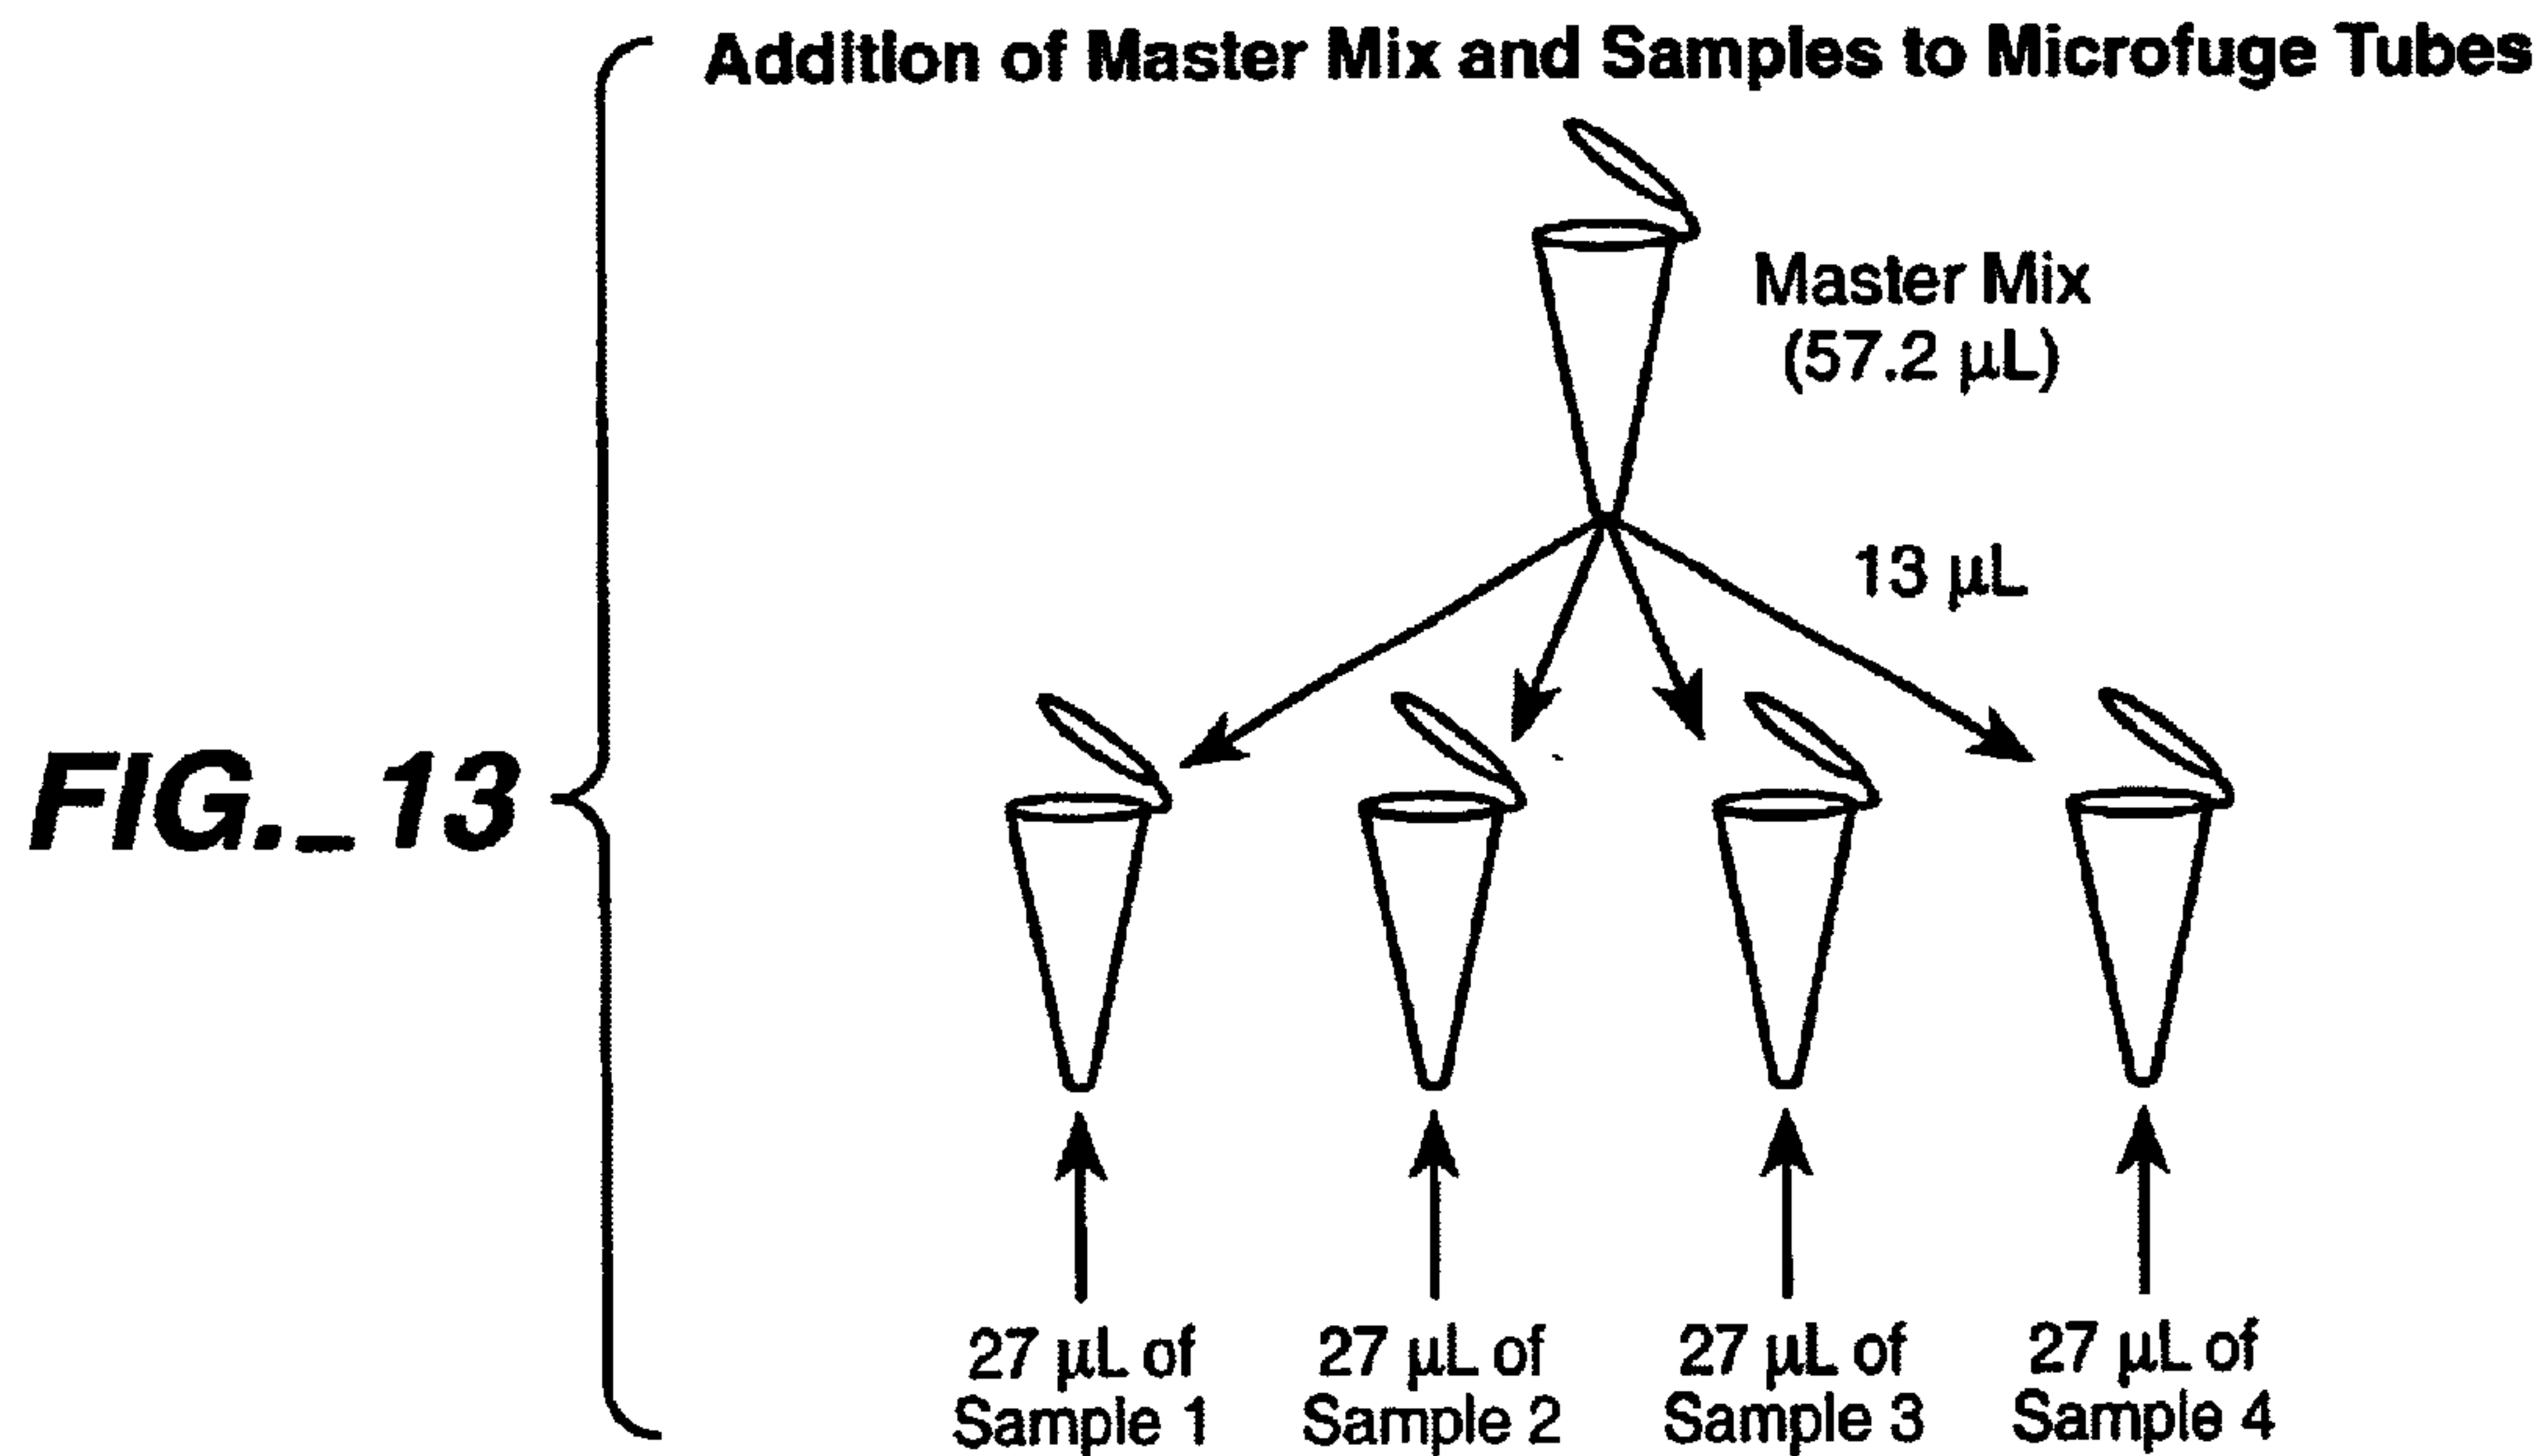 Addition of Master Mix and Samples to Microfuge Tubes
Master Mix
(57.2 µL)
13 µL
FIG._13
27 µL of
Sample 1
27 µL of
Sample 2
27 µL of
Sample 3
27 µL of
Sample 4